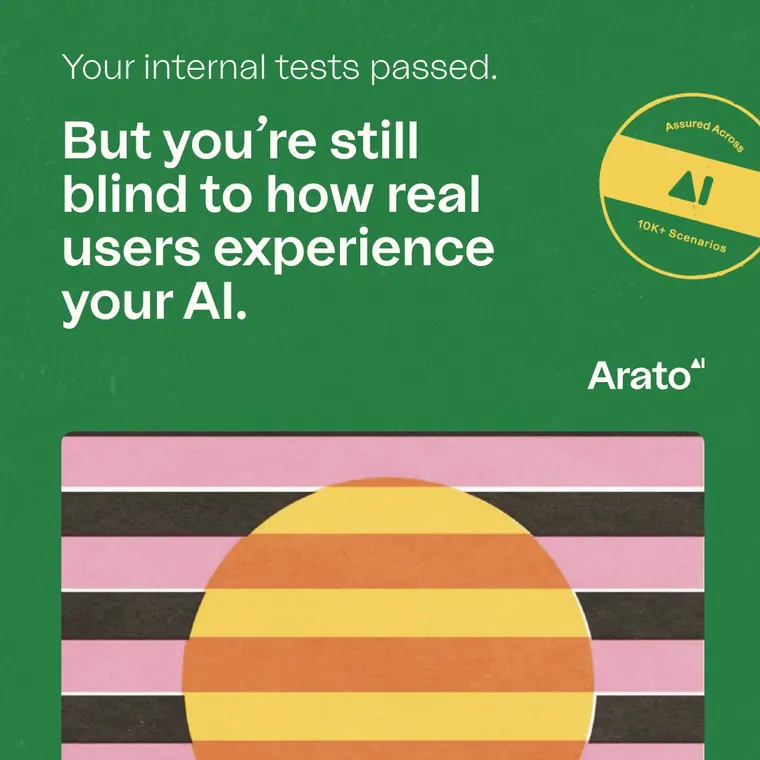 Your internal tests passed.
But you’re still
blind to how real
users experience
your AI.
Assured Across
AI
10K+ Scenarios
Arato AI